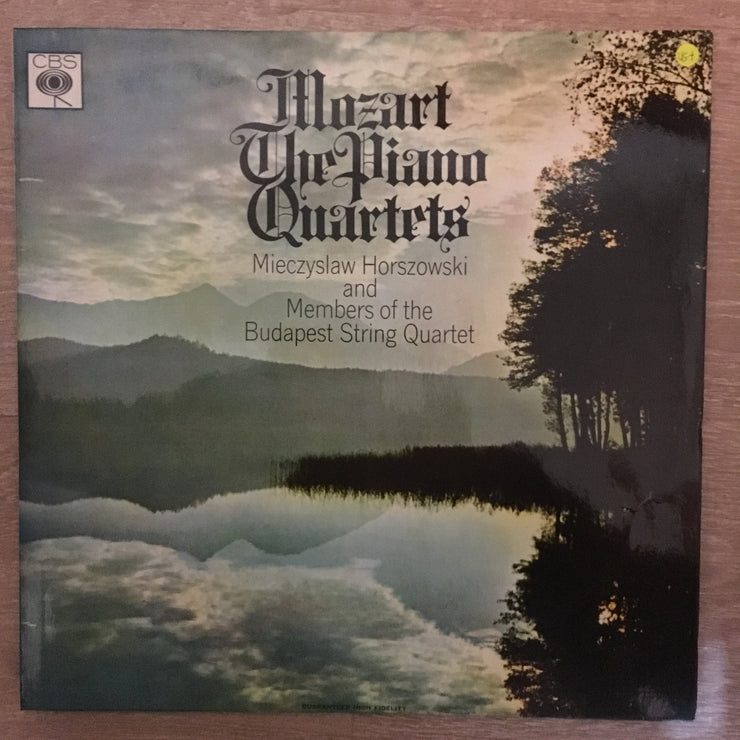 CBS
Mozart
The Piano
Quartets
Mieczyslaw Horszowski
and
Members of the
Budapest String Quartet
GUARANTEED HIGH FIDELITY